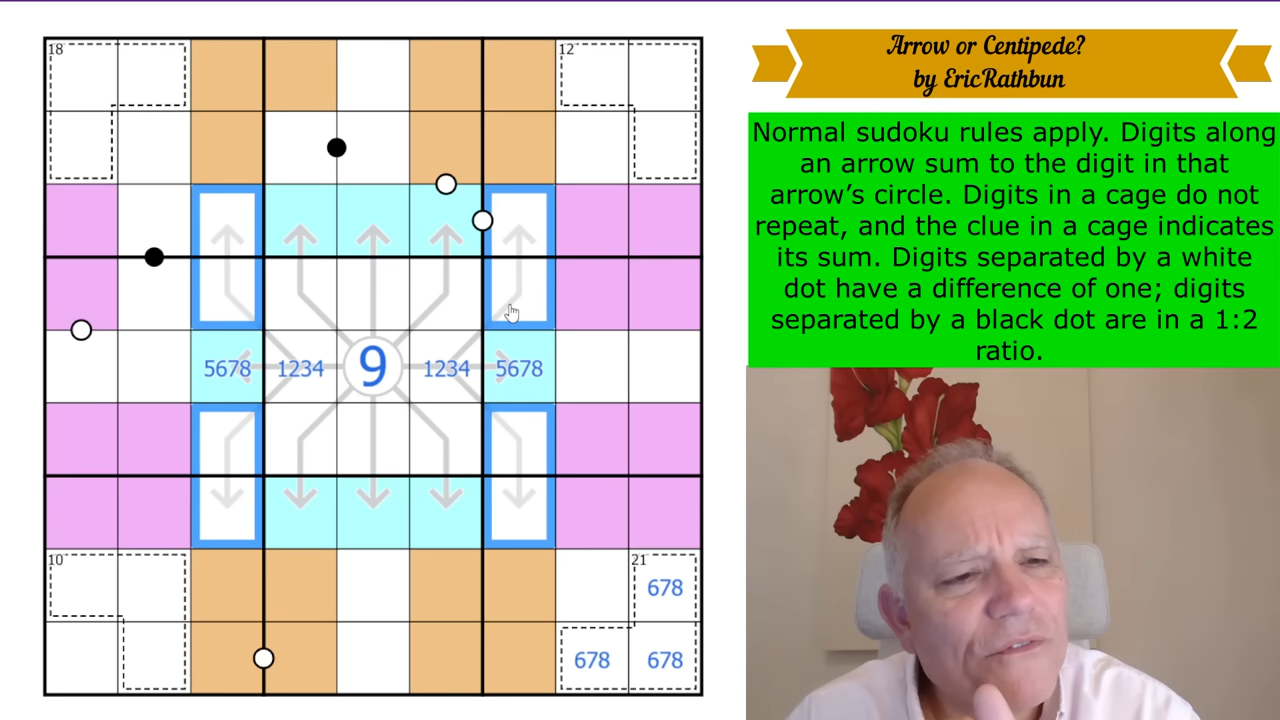 18
12
Arrow or Centipede?
by EricRathbun
Normal sudoku rules apply. Digits along
an arrow sum to the digit in that
arrow’s circle. Digits in a cage do not
repeat, and the clue in a cage indicates
its sum. Digits separated by a white
dot have a difference of one; digits
separated by a black dot are in a 1:2
ratio.
5678 1234 9 1234 5678
10
21
678
678 678